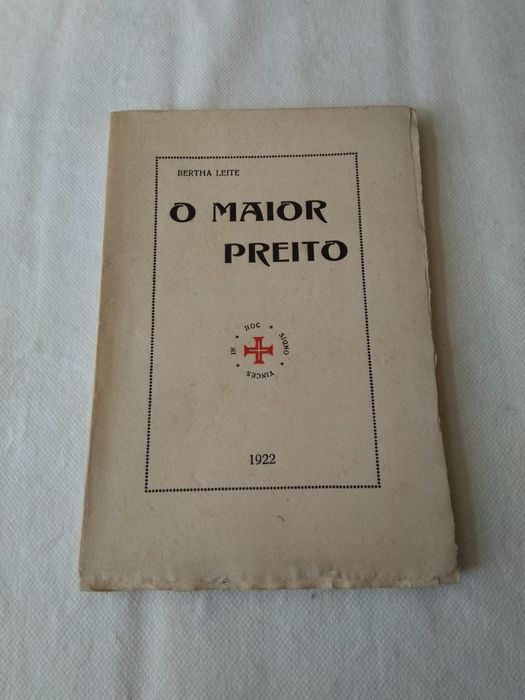 BERTHA LEITE
O MAIOR
PREITO
IN * HOC * SIGNO * VINCES *
1922